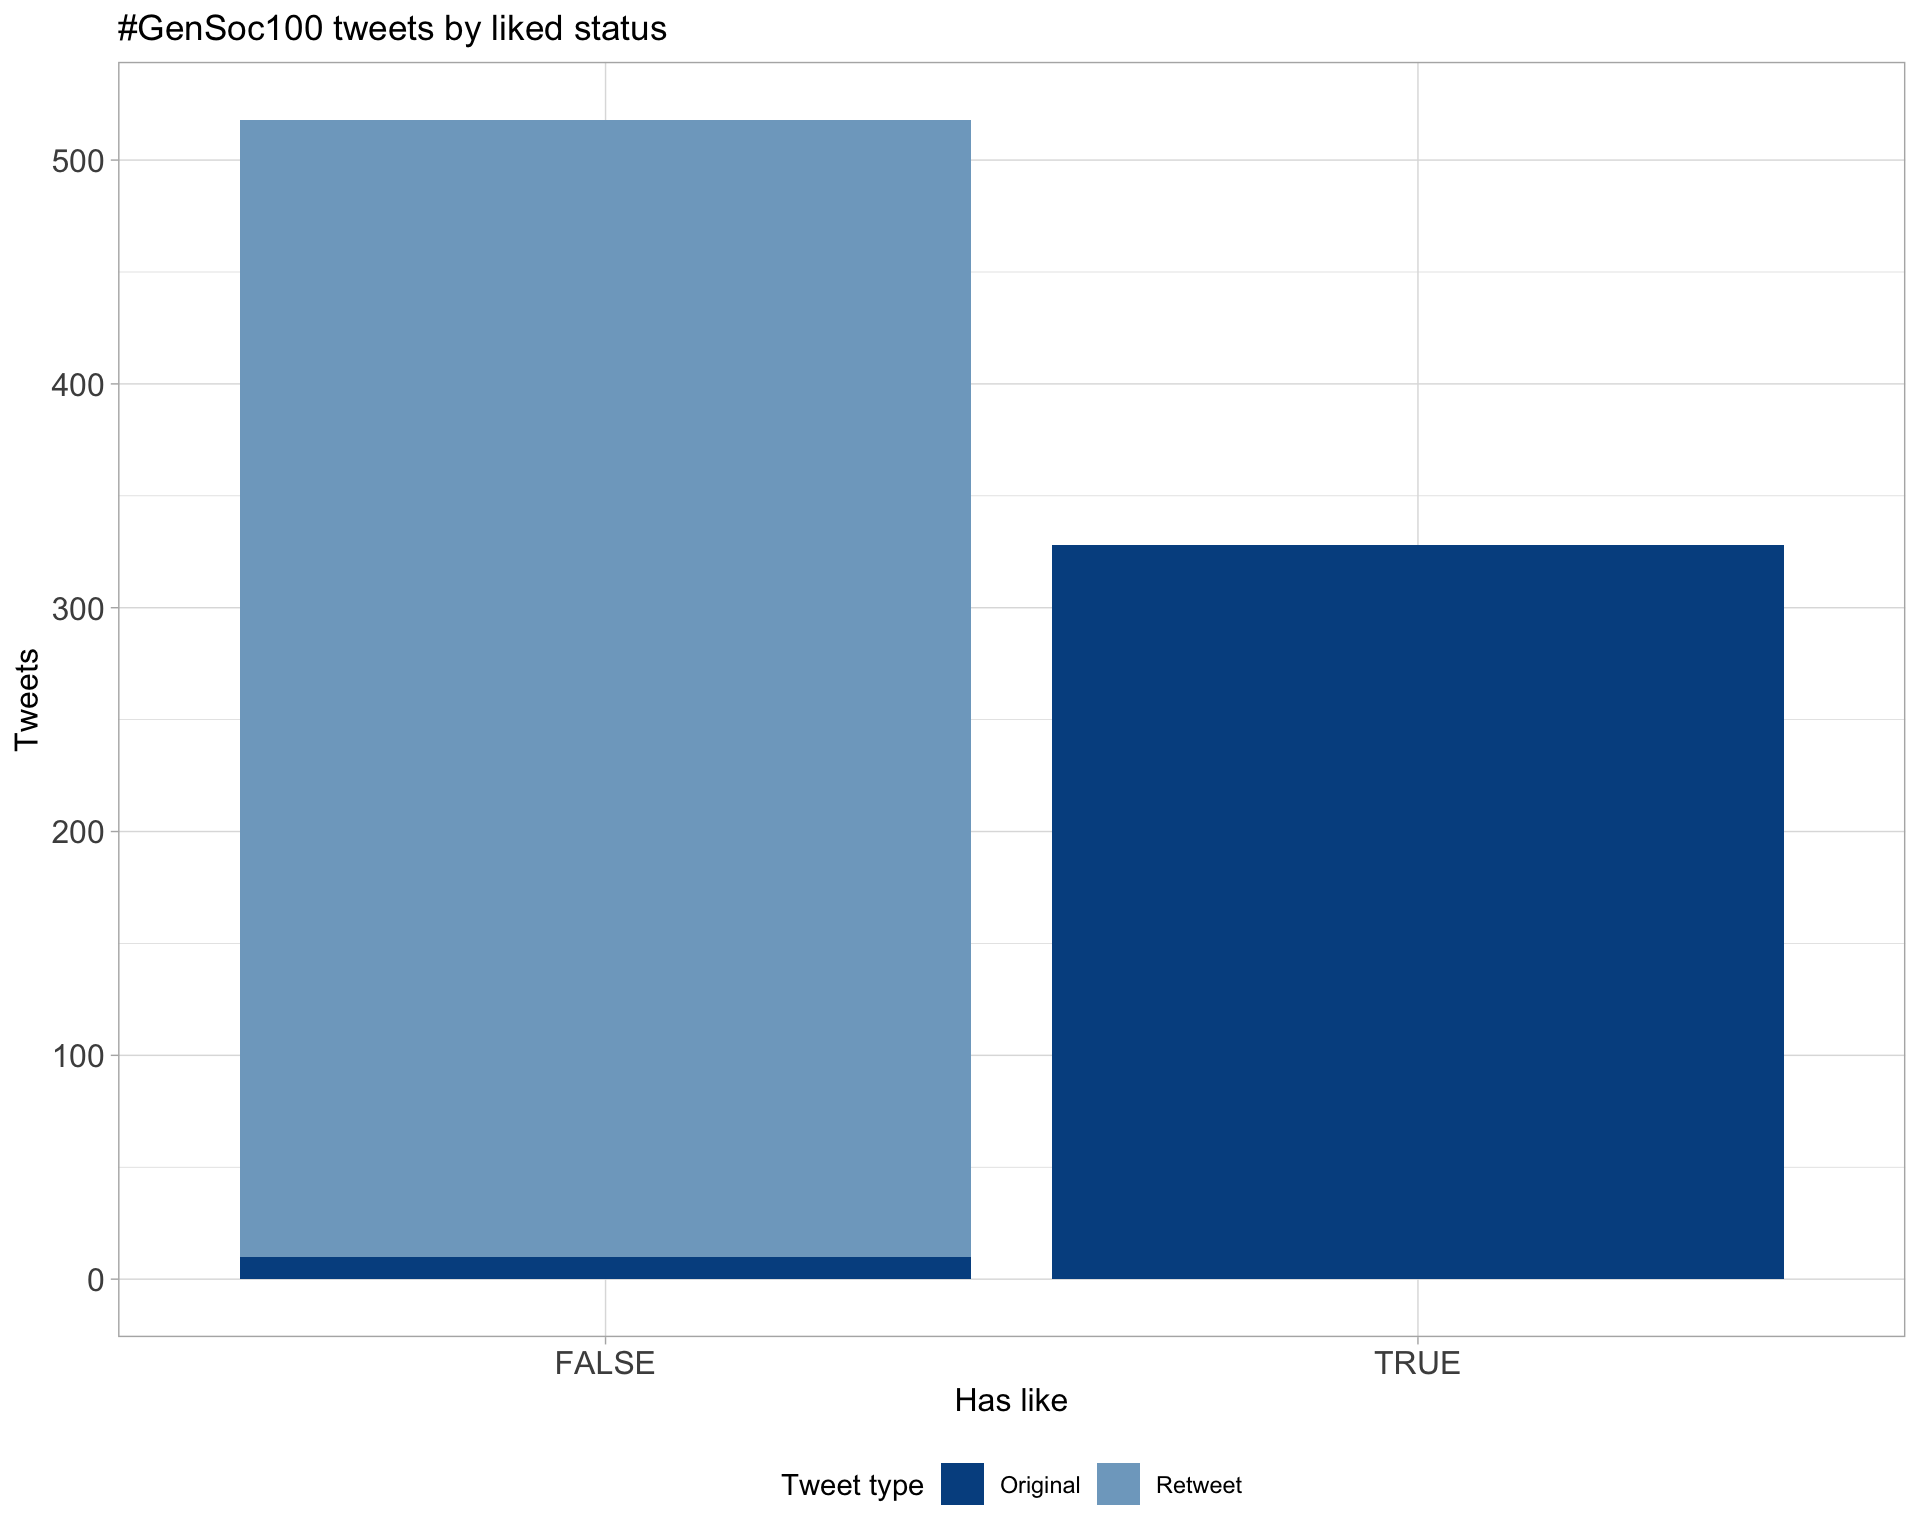 #GenSoc100 tweets by liked status
500
400
300
200
100
0
Tweets
FALSE
TRUE
Has like
Tweet type
Original
Retweet